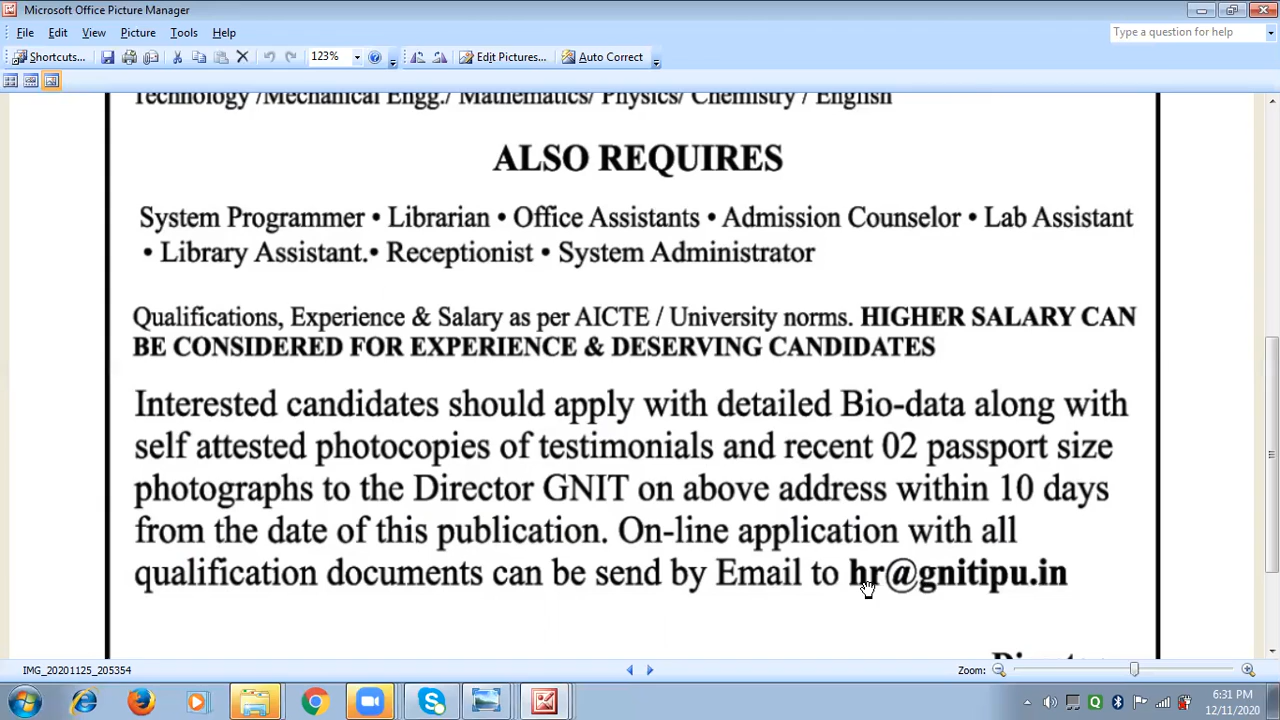 Microsoft Office Picture Manager
File Edit View Picture Tools Help
Type a question for help
Shortcuts...
123%
Edit Pictures...
Auto Correct
Technology /Mechanical Engg./ Mathematics/ Physics/ Chemistry / English
ALSO REQUIRES
System Programmer • Librarian • Office Assistants • Admission Counselor • Lab Assistant
• Library Assistant.• Receptionist • System Administrator
Qualifications, Experience & Salary as per AICTE / University norms. HIGHER SALARY CAN
BE CONSIDERED FOR EXPERIENCE & DESERVING CANDIDATES
Interested candidates should apply with detailed Bio-data along with
self attested photocopies of testimonials and recent 02 passport size
photographs to the Director GNIT on above address within 10 days
from the date of this publication. On-line application with all
qualification documents can be send by Email to hr@gnitipu.in
IMG_20201125_205354
Zoom:
6:31 PM
12/11/2020